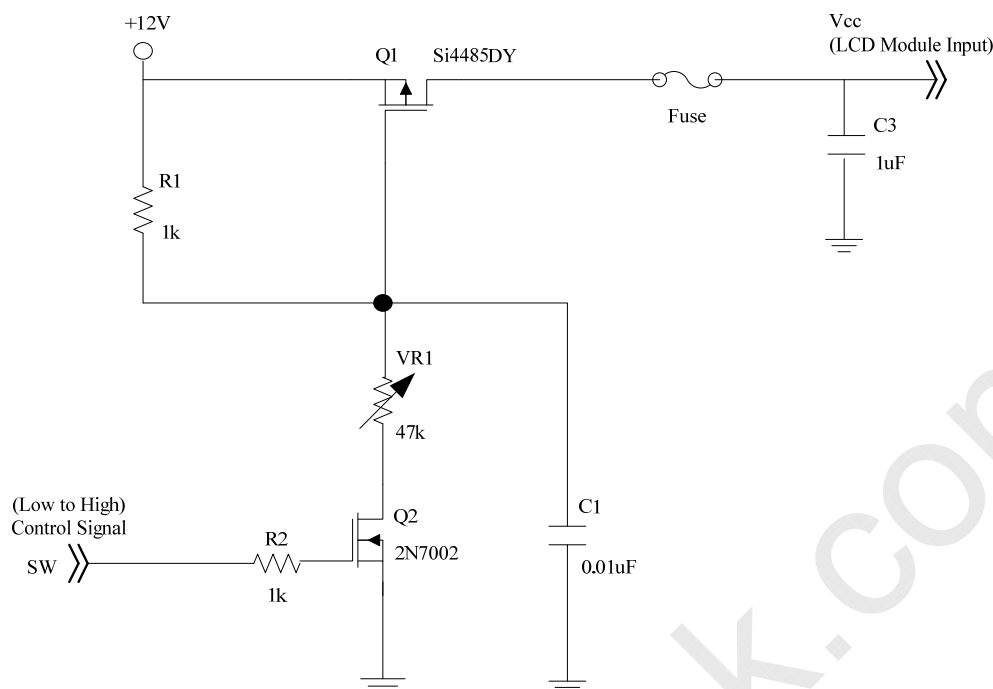 +12V
Q1
Si4485DY
Vcc
(LCD Module Input)
Fuse
C3
1uF
R1
1k
VR1
47k
(Low to High)
Control Signal
SW
R2
1k
Q2
2N7002
C1
0.01uF
k.con